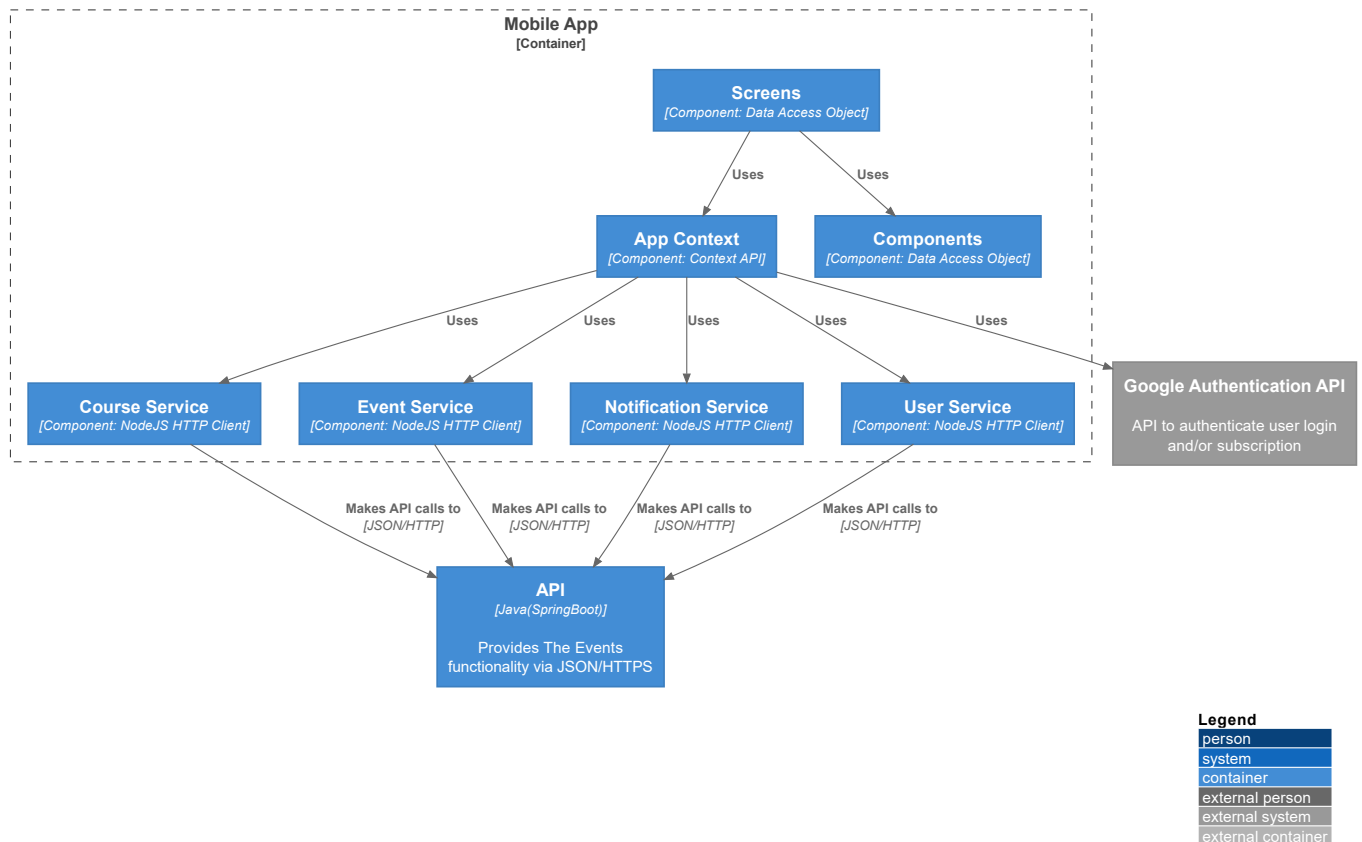 Mobile App
[Container]
Screens
[Component: Data Access Object]
Uses
Uses
App Context
[Component: Context API]
Components
[Component: Data Access Object]
Uses
Uses
Uses
Uses
Uses
Course Service
[Component: NodeJS HTTP Client]
Event Service
[Component: NodeJS HTTP Client]
Notification Service
[Component: NodeJS HTTP Client]
User Service
[Component: NodeJS HTTP Client]
Google Authentication API
API to authenticate user login
and/or subscription
Makes API calls to
[JSON/HTTP]
Makes API calls to
[JSON/HTTP]
Makes API calls to
[JSON/HTTP]
Makes API calls to
[JSON/HTTP]
API
[Java(SpringBoot)]
Provides The Events
functionality via JSON/HTTPS
Legend
person
system
container
external person
external system
external container